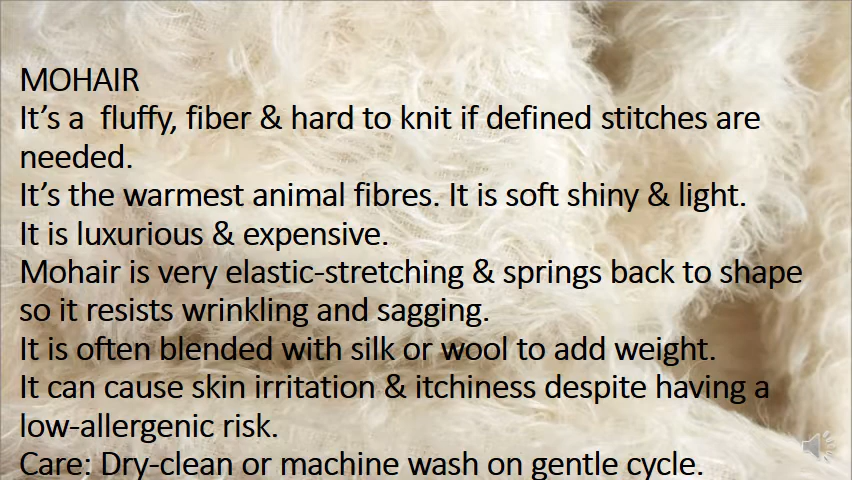 MOHAIR
It’s a  fluffy, fiber & hard to knit if defined stitches are
needed.
It’s the warmest animal fibres. It is soft shiny & light.
It is luxurious & expensive.
Mohair is very elastic-stretching & springs back to shape
so it resists wrinkling and sagging.
It is often blended with silk or wool to add weight.
It can cause skin irritation & itchiness despite having a
low-allergenic risk.
Care: Dry-clean or machine wash on gentle cycle.